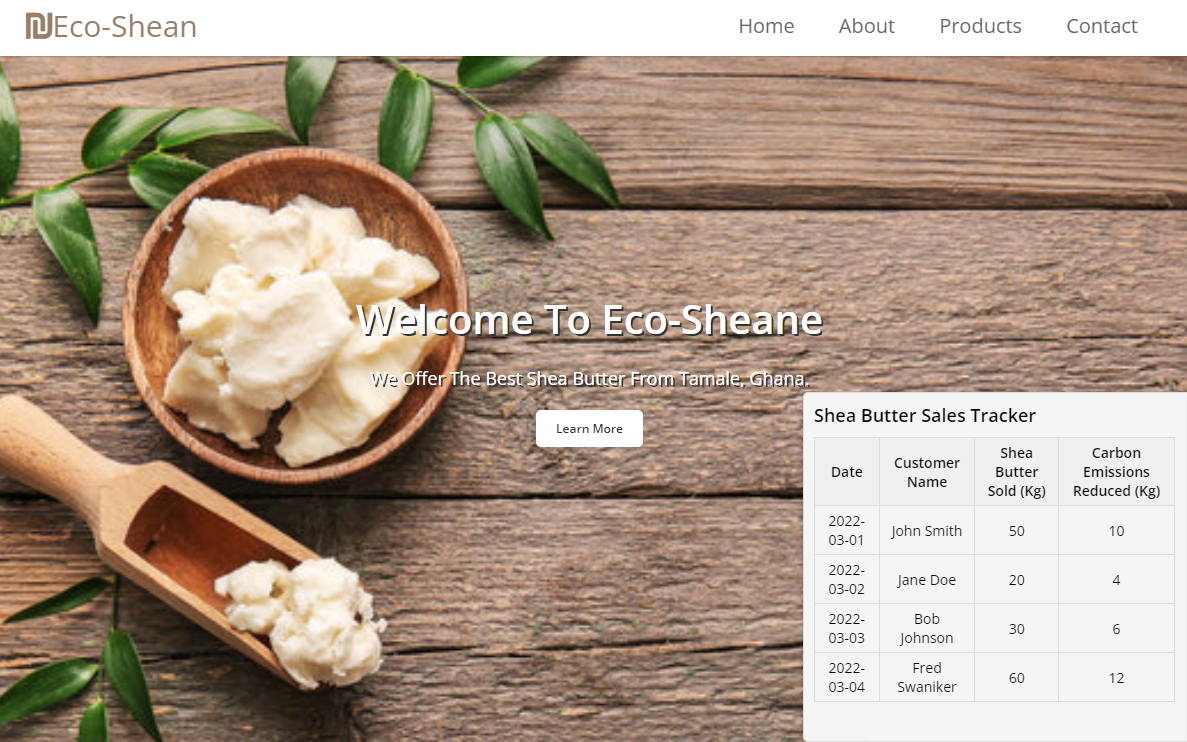 ₪Eco-Shean Home About Products Contact
Welcome To Eco-Sheane
We Offer The Best Shea Butter From Tamale, Ghana.
Learn More
Shea Butter Sales Tracker
Date Customer Name Shea Butter Sold (Kg) Carbon Emissions Reduced (Kg)
2022-03-01 John Smith 50 10
2022-03-02 Jane Doe 20 4
2022-03-03 Bob Johnson 30 6
2022-03-04 Fred Swaniker 60 12